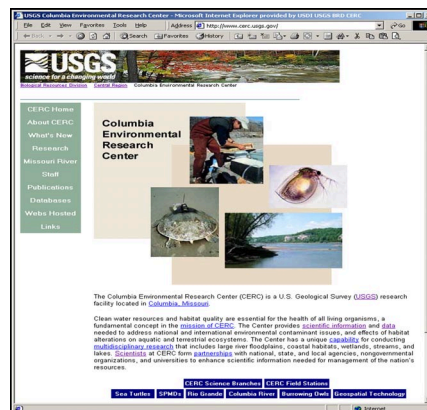 USGS Columbia Environmental Research Center - Microsoft Internet Explorer provided by USDI USGS BRD CERC
File Edit View Favorites Tools Help Address http://www.cerc.usgs.gov/ Go
Back Search Favorites History
USGS
science for a changing world
Biological Resources Division Central Region Columbia Environmental Research Center
CERC Home
About CERC
What's New
Research
Missouri River
Staff
Publications
Databases
Webs Hosted
Links
Columbia
Environmental
Research
Center
The Columbia Environmental Research Center (CERC) is a U.S. Geological Survey (USGS) research
facility located in Columbia, Missouri.
Clean water resources and habitat quality are essential for the health of all living organisms, a
fundamental concept in the mission of CERC. The Center provides scientific information and data
needed to address national and international environmental contaminant issues, and effects of habitat
alterations on aquatic and terrestrial ecosystems. The Center has a unique capability for conducting
multidisciplinary research that includes large river floodplains, coastal habitats, wetlands, streams, and
lakes. Scientists at CERC form partnerships with national, state, and local agencies, nongovernmental
organizations, and universities to enhance scientific information needed for management of the nation's
resources.
CERC Science Branches CERC Field Stations
Sea Turtles SPMDs Rio Grande Columbia River Burrowing Owls Geospatial Technology
Internet